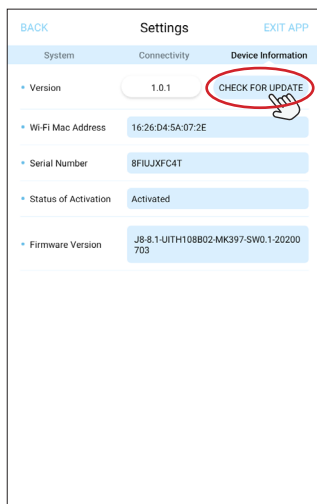 BACK Settings EXIT APP
System Connectivity Device Information
• Version 1.0.1 CHECK FOR UPDATE
• Wi-Fi Mac Address 16:26:D4:5A:07:2E
• Serial Number 8FIUJXFC4T
• Status of Activation Activated
• Firmware Version J8-8.1-UITH108B02-MK397-SW0.1-20200
703